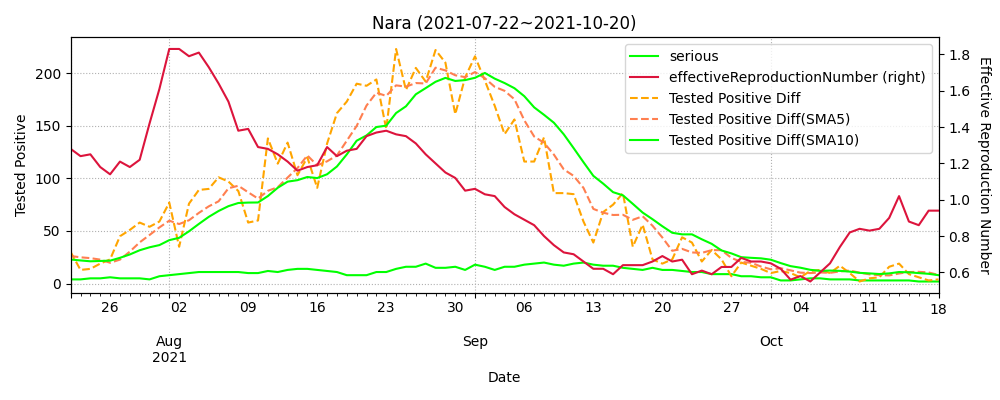 Nara (2021-07-22~2021-10-20)
serious
effectiveReproductionNumber (right)
Tested Positive Diff
Tested Positive Diff(SMA5)
Tested Positive Diff(SMA10)
Tested Positive
200
150
100
50
0
1.8
1.6
1.4
1.2
1.0
0.8
0.6
Effective Reproduction Number
26 02 09 16 23 30 06 13 20 27 04 11 18
Aug Sep Oct
2021
Date